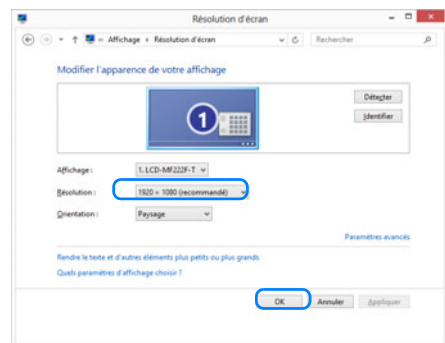 Résolution d'écran
Affichage
Résolution d'écran
Rechercher
Modifier l'apparence de votre affichage
1
Détecter
Identifier
Affichage :
1. LCD-MF222F-T
Résolution :
1920 × 1080 (recommandé)
Orientation :
Paysage
Paramètres avancés
Rendre le texte et d'autres éléments plus petits ou plus grands
Quels paramètres d'affichage choisir ?
OK
Annuler
Appliquer